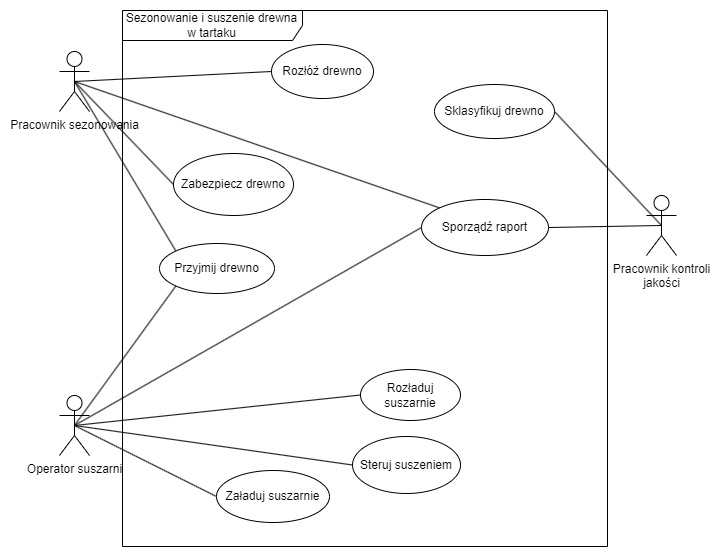 Sezonowanie i suszenie drewna
w tartaku
Rozłóż drewno
Pracownik sezonowania
Sklasyfikuj drewno
Zabezpiecz drewno
Sporządź raport
Przyjmij drewno
Pracownik kontroli
jakości
Rozładuj
suszarnie
Operator suszarni
Steruj suszeniem
Załaduj suszarnie